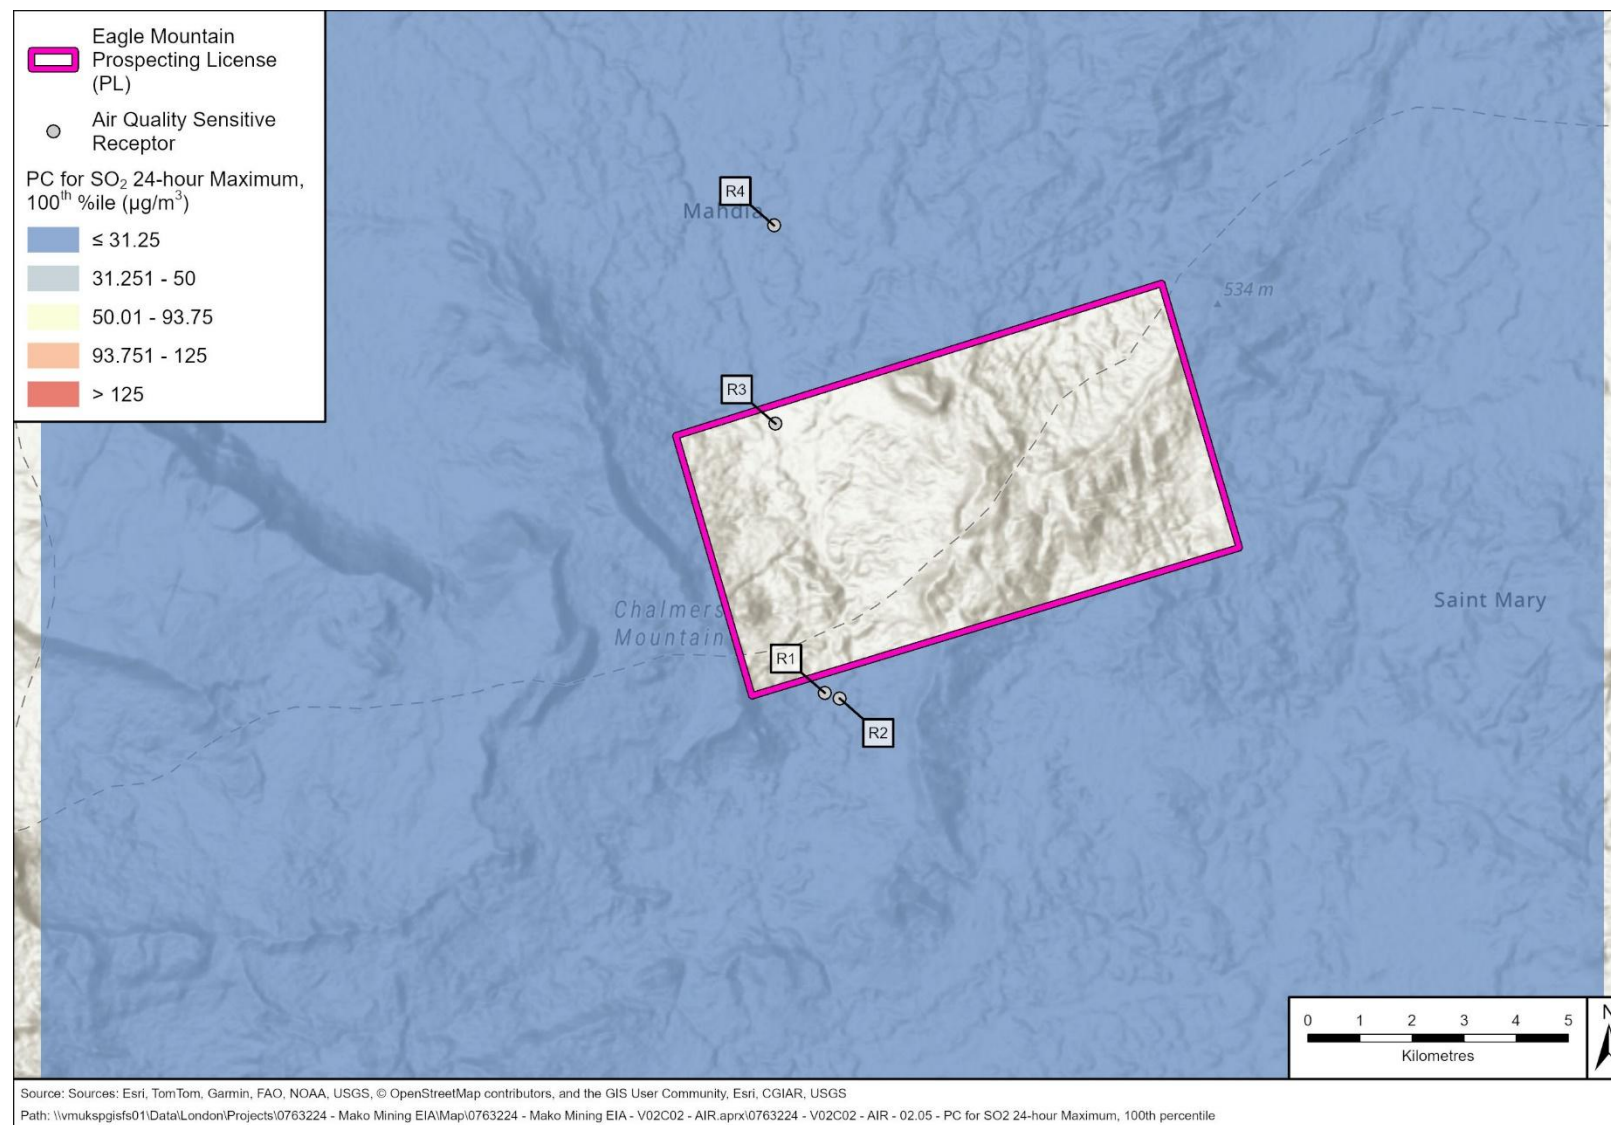 Eagle Mountain
Prospecting License
(PL)
Air Quality Sensitive
Receptor
PC for SO₂ 24-hour Maximum,
100th %ile (µg/m³)
≤ 31.25
31.251 - 50
50.01 - 93.75
93.751 - 125
> 125
R4
Mahdia
534 m
R3
Chalmers
Mountain
Saint Mary
R1
R2
0 1 2 3 4 5
Kilometres
N
Source: Sources: Esri, TomTom, Garmin, FAO, NOAA, USGS, © OpenStreetMap contributors, and the GIS User Community, Esri, CGIAR, USGS
Path: \\vmukspgisfs01\Data\London\Projects\0763224 - Mako Mining EIA\Map\0763224 - Mako Mining EIA - V02C02 - AIR.aprx\0763224 - V02C02 - AIR - 02.05 - PC for SO2 24-hour Maximum, 100th percentile